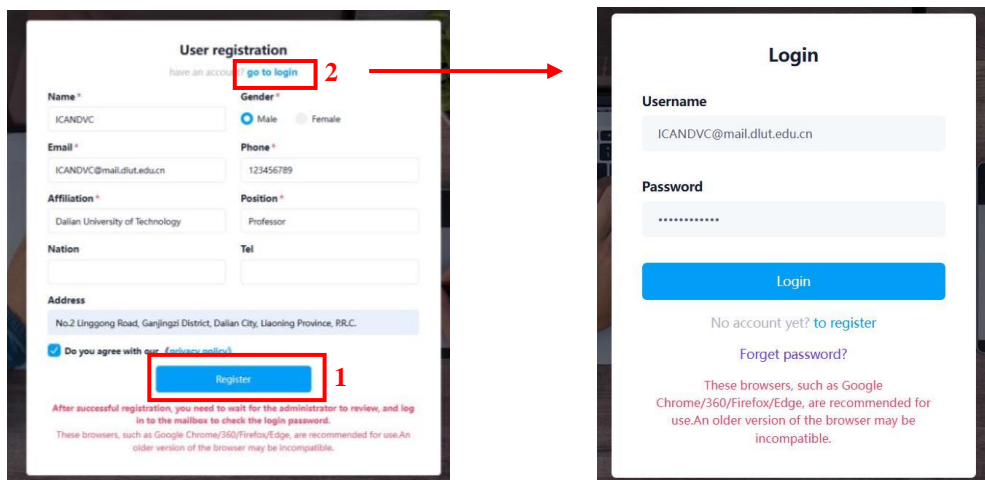 User registration
have an account? go to login
2
Name *
Gender *
ICANDVC
Male
Female
Email *
Phone *
ICANDVC@mail.dlut.edu.cn
123456789
Affiliation *
Position *
Dalian University of Technology
Professor
Nation
Tel
Address
No.2 Linggong Road, Ganjingzi District, Dalian City, Liaoning Province, P.R.C.
Do you agree with our 《privacy policy》
Register
1
After successful registration, you need to wait for the administrator to review, and log
in to the mailbox to check the login password.
These browsers, such as Google Chrome/360/Firefox/Edge, are recommended for use.An
older version of the browser may be incompatible.
Login
Username
ICANDVC@mail.dlut.edu.cn
Password
••••••••••••
Login
No account yet? to register
Forget password?
These browsers, such as Google
Chrome/360/Firefox/Edge, are recommended for
use.An older version of the browser may be
incompatible.